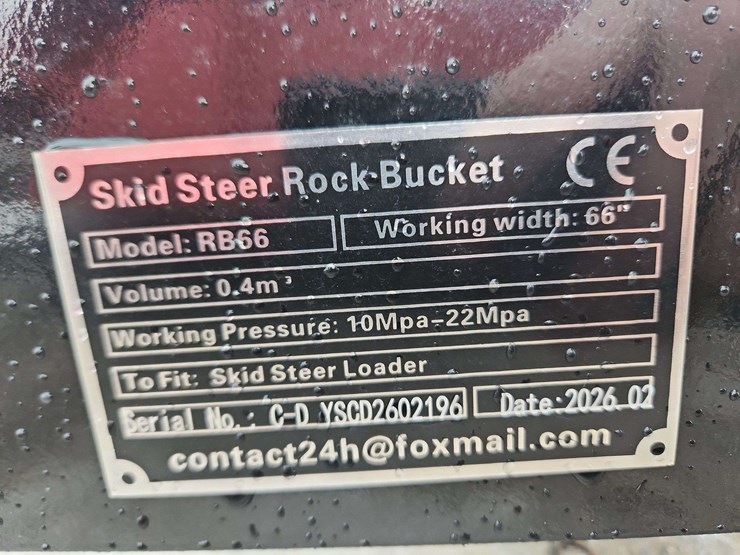 Skid Steer Rock Bucket CE
Model: RB66 Working width: 66"
Volume: 0.4m³
Working Pressure: 10Mpa-22Mpa
To Fit: Skid Steer Loader
Serial No.: C-D YSCD2602196 Date:2026.02
contact24h@foxmail.com